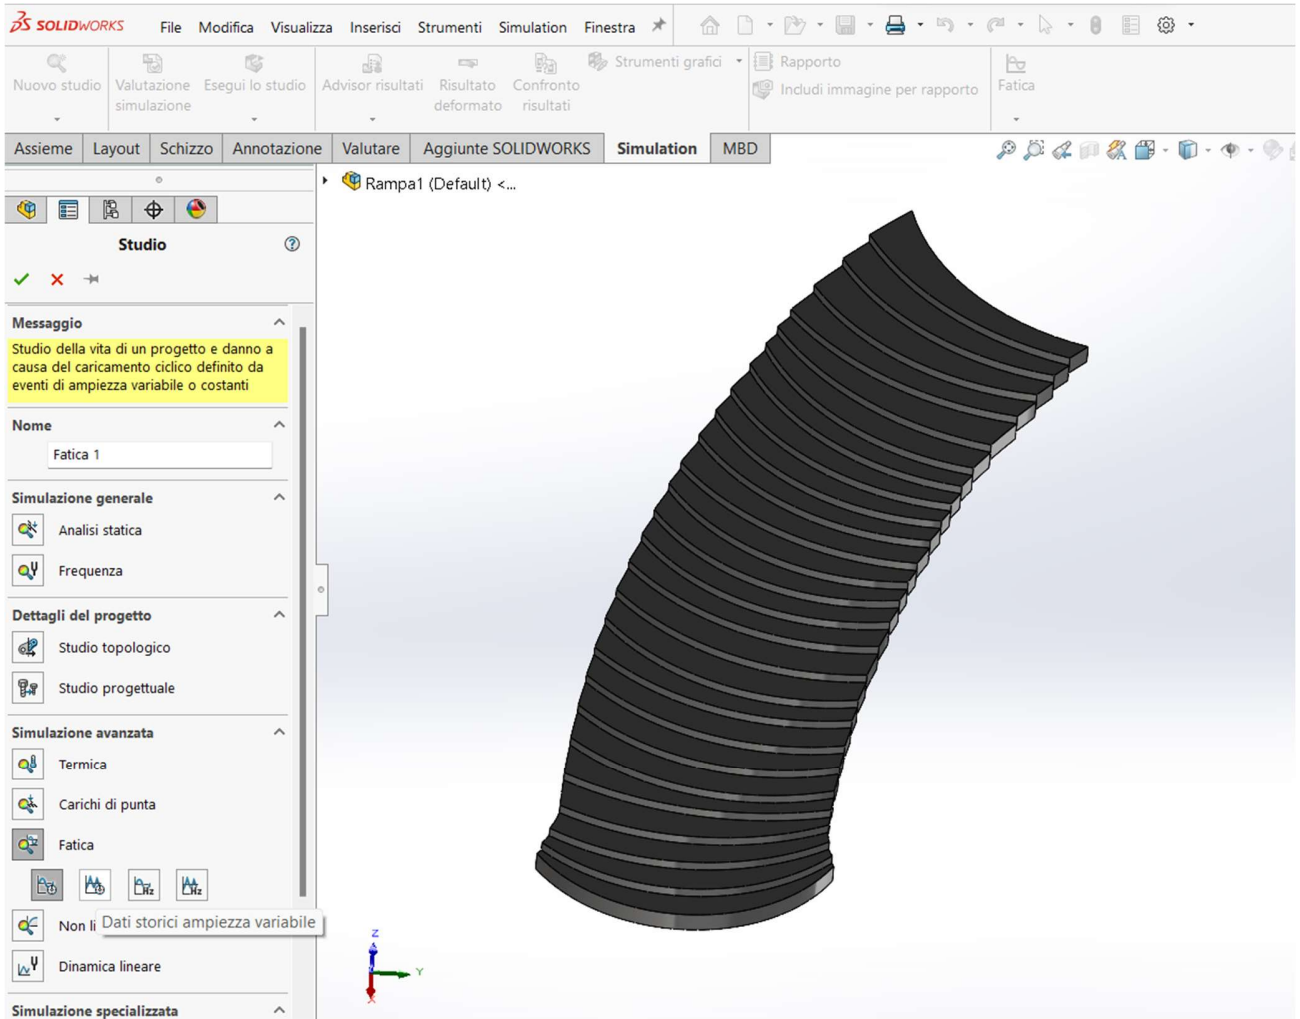 SOLIDWORKS File Modifica Visualizza Inserisci Strumenti Simulation Finestra
Nuovo studio
Valutazione
simulazione
Esegui lo studio
Advisor risultati
Risultato
deformato
Confronto
risultati
Strumenti grafici
Rapporto
Includi immagine per rapporto
Fatica
Assieme Layout Schizzo Annotazione Valutare Aggiunte SOLIDWORKS Simulation MBD
Rampa1 (Default) <...
Studio
Messaggio
Studio della vita di un progetto e danno a
causa del caricamento ciclico definito da
eventi di ampiezza variabile o costanti
Nome
Fatica 1
Simulazione generale
Analisi statica
Frequenza
Dettagli del progetto
Studio topologico
Studio progettuale
Simulazione avanzata
Termica
Carichi di punta
Fatica
Hz
Hz
Non li
Dati storici ampiezza variabile
Dinamica lineare
Simulazione specializzata
Z
Y
X